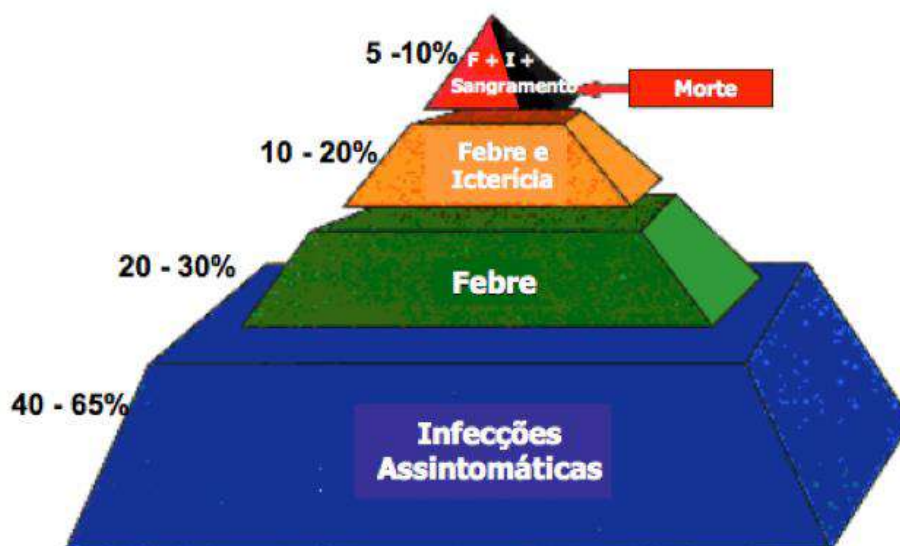 5 -10%
F + I +
Sangramento
Morte
10 - 20%
Febre e
Icterícia
20 - 30%
Febre
40 - 65%
Infecções
Assintomáticas